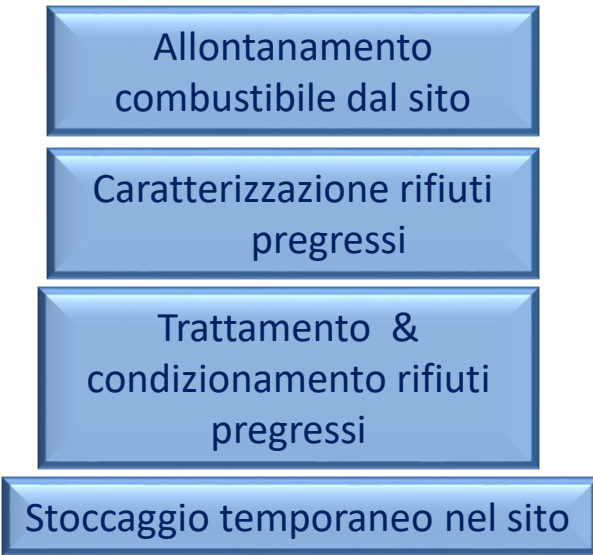 Allontanamento
combustibile dal sito
Caratterizzazione rifiuti
pregressi
Trattamento &
condizionamento rifiuti
pregressi
Stoccaggio temporaneo nel sito